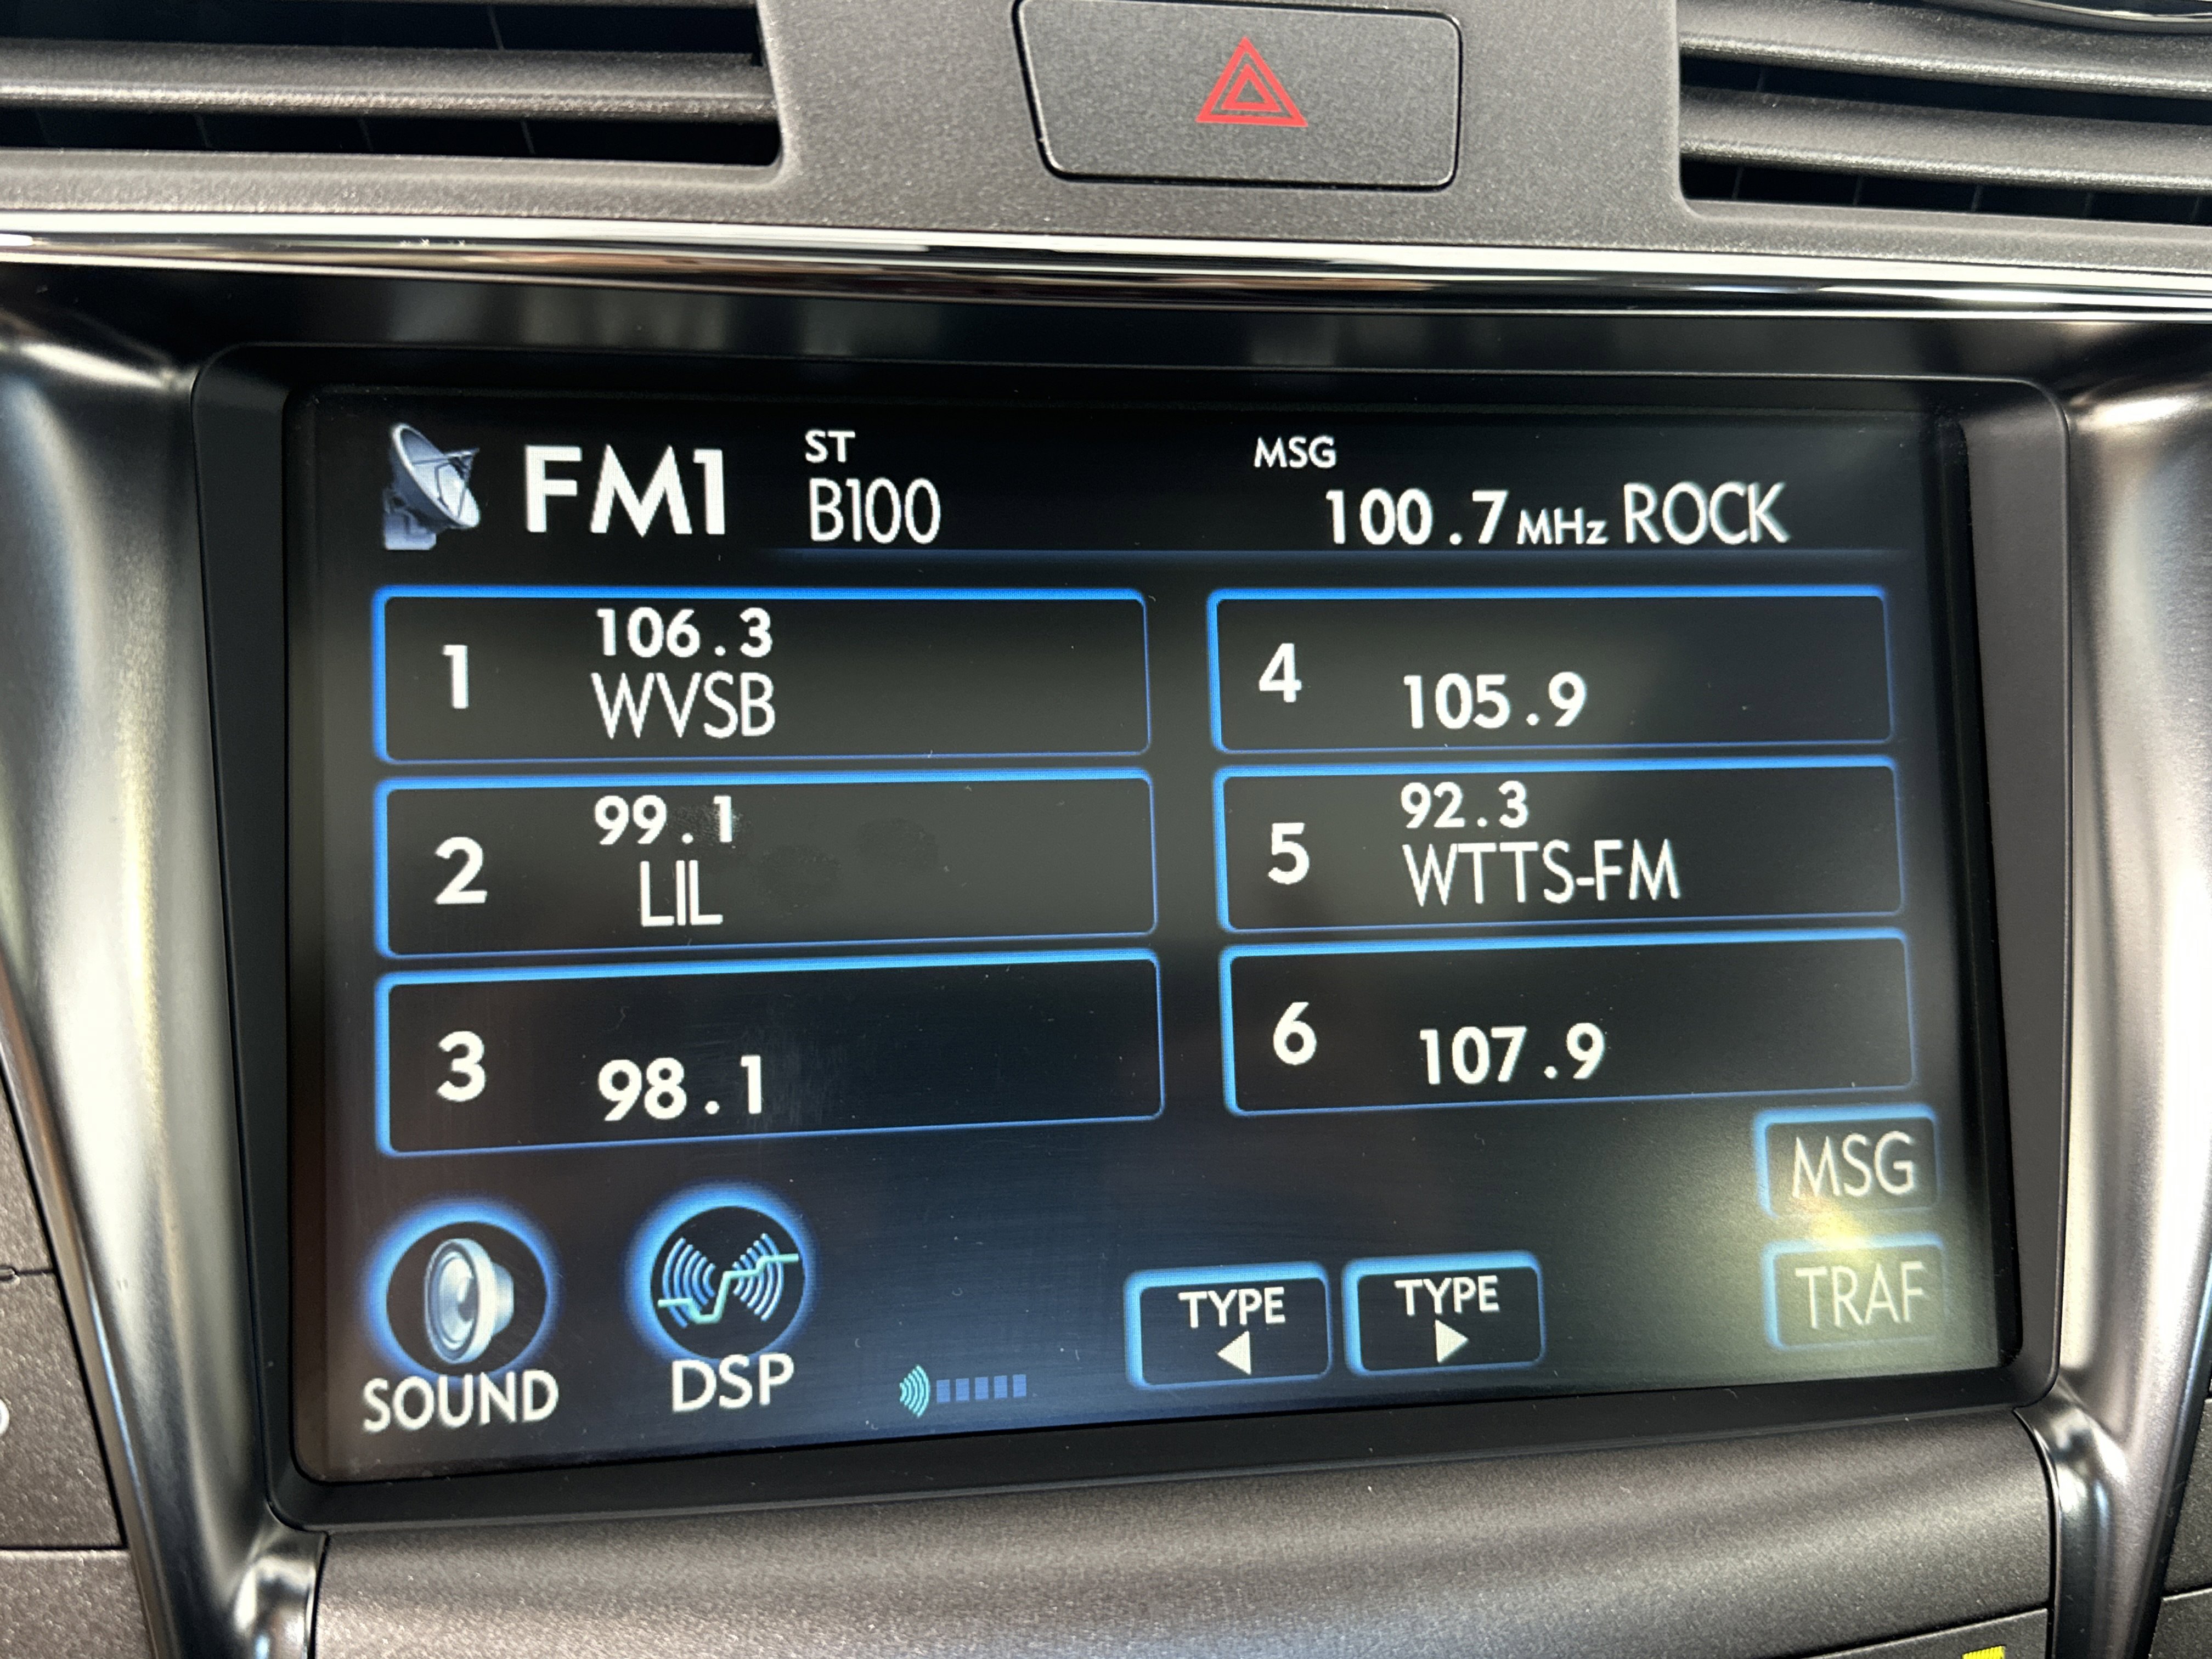 FM1 ST MSG
B100 100.7 MHz ROCK
1 106.3
WVSB
2 99.1
LIL
3 98.1
4 105.9
5 92.3
WTTS-FM
6 107.9
MSG
TRAF
SOUND
DSP
TYPE
TYPE